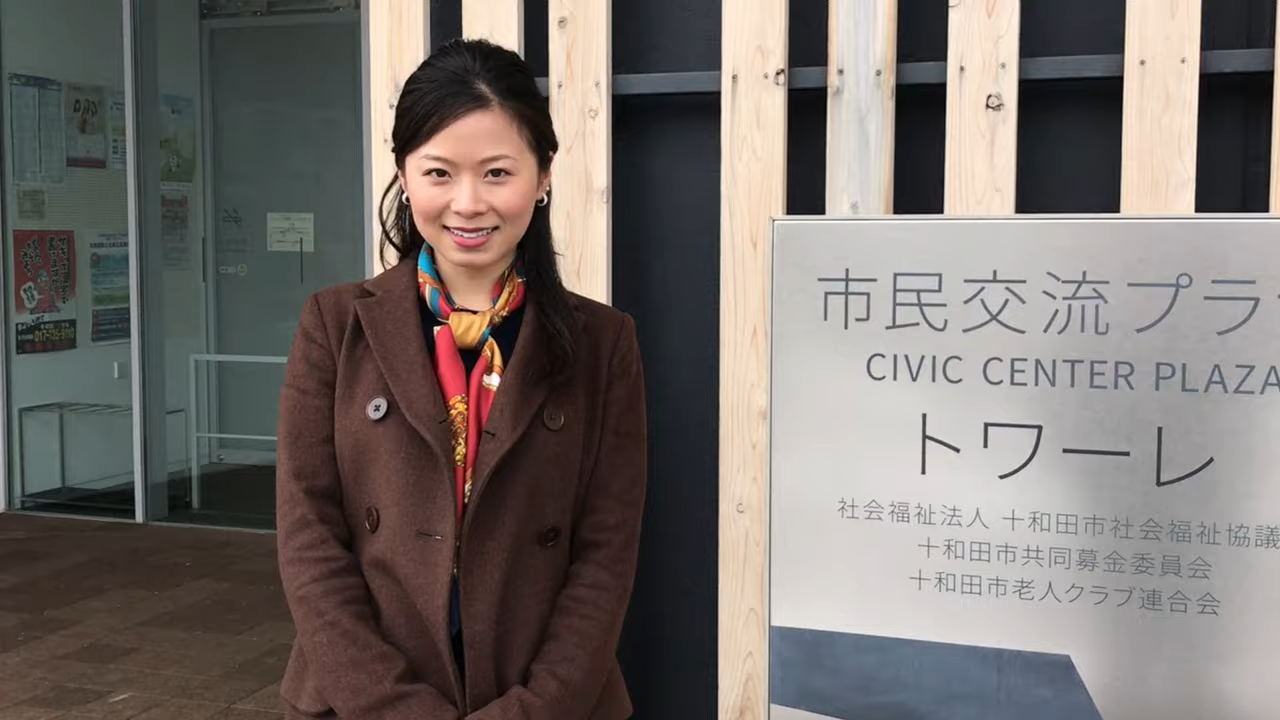 市民交流プラ
CIVIC CENTER PLAZA
トワーレ
社会福祉法人 十和田市社会福祉協議
十和田市共同募金委員会
十和田市老人クラブ連合会